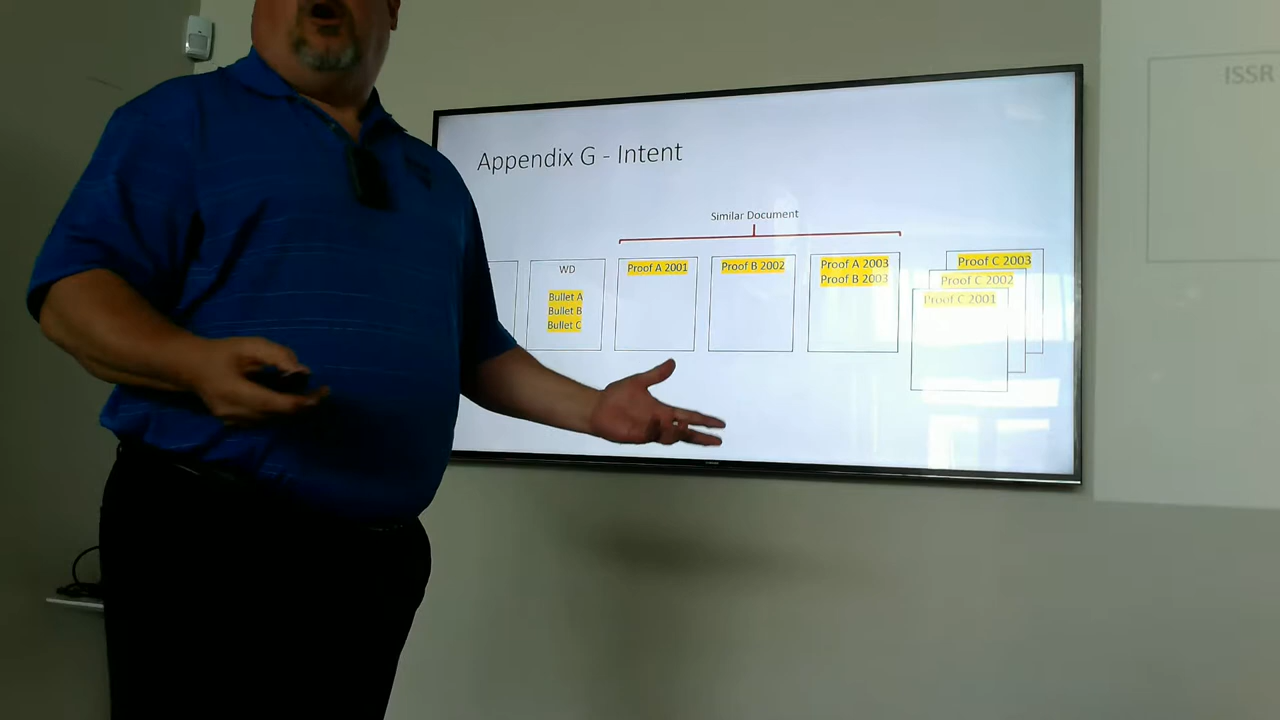 Appendix G - Intent
Similar Document
WD
Bullet A
Bullet B
Bullet C
Proof A 2001
Proof B 2002
Proof A 2003
Proof B 2003
Proof C 2003
Proof C 2002
Proof C 2001
ISSR